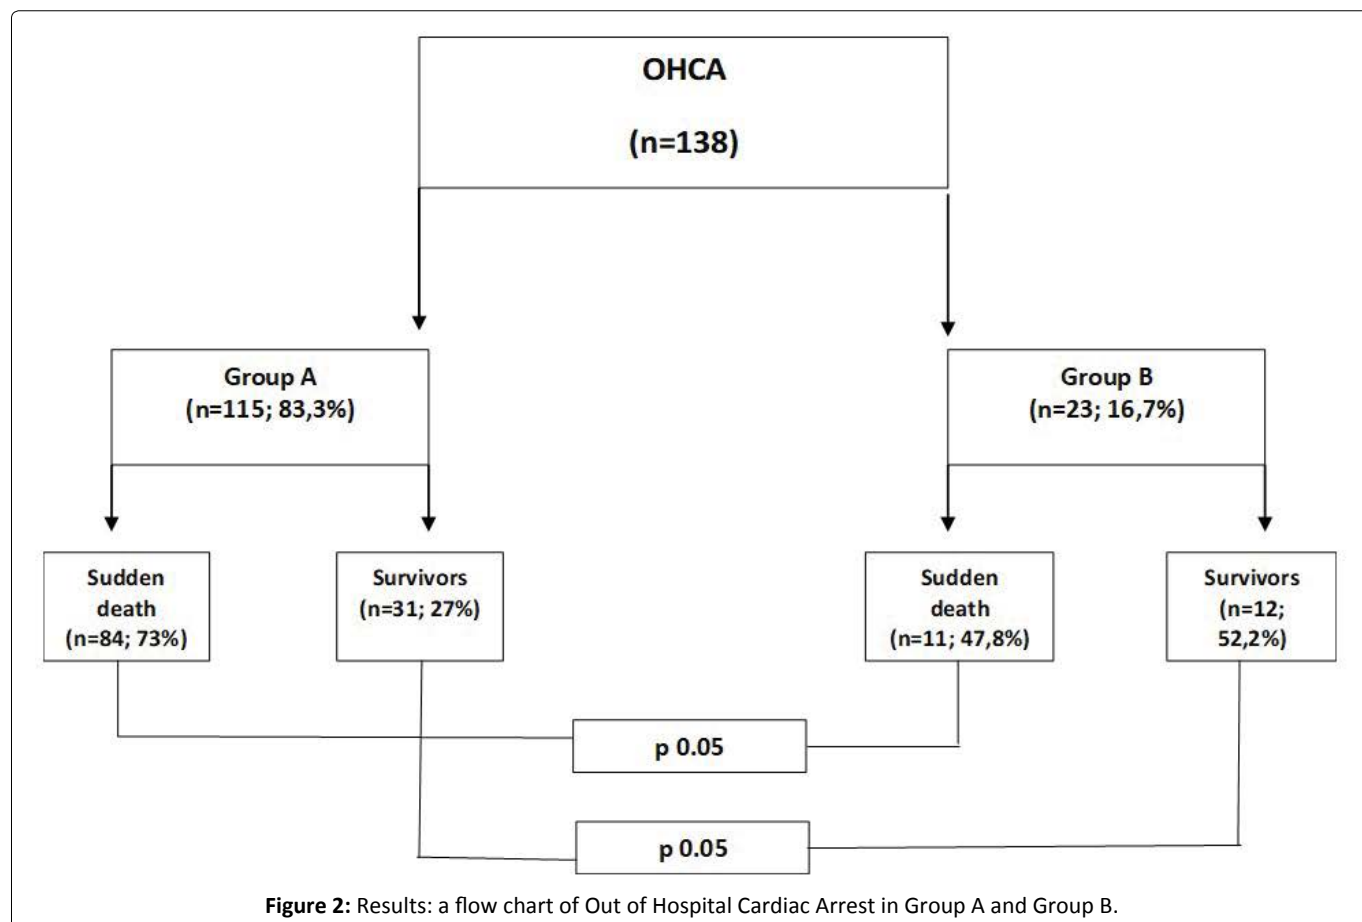 OHCA
(n=138)
Group A
(n=115; 83,3%)
Group B
(n=23; 16,7%)
Sudden
death
(n=84; 73%)
Survivors
(n=31; 27%)
Sudden
death
(n=11; 47,8%)
Survivors
(n=12;
52,2%)
p 0.05
p 0.05
Figure 2: Results: a flow chart of Out of Hospital Cardiac Arrest in Group A and Group B.